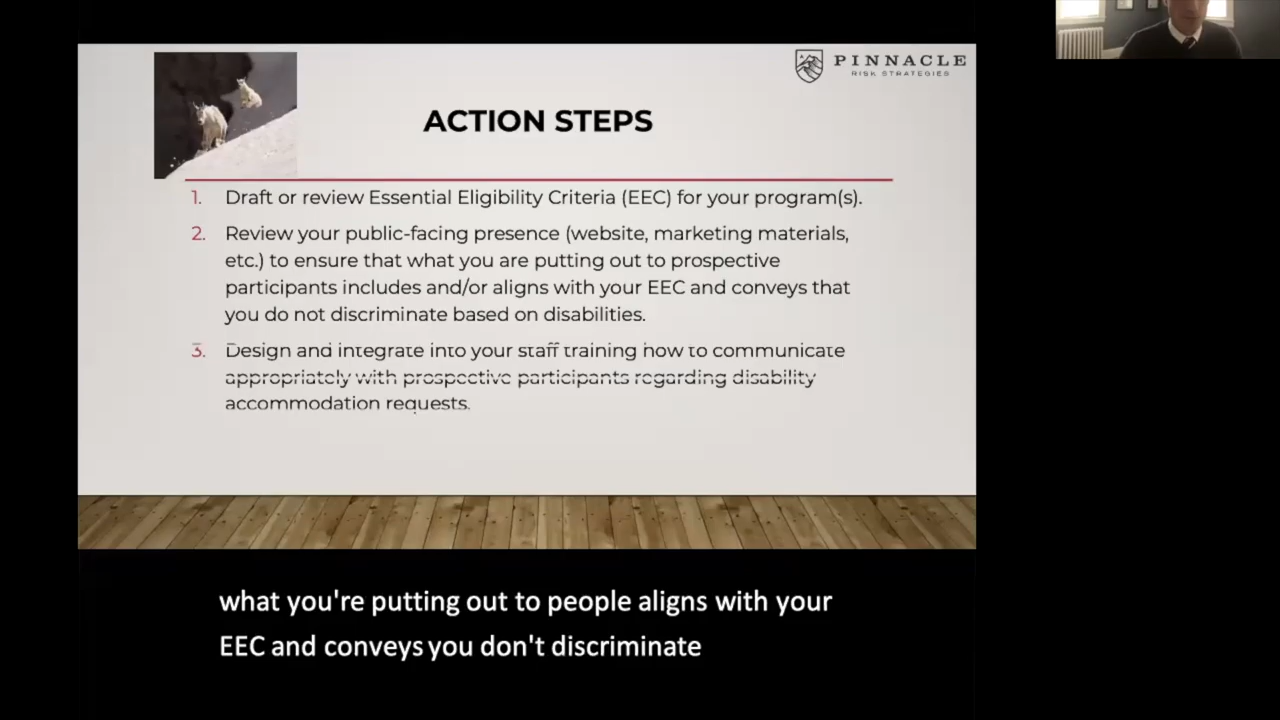 PINNACLE
RISK STRATEGIES
ACTION STEPS
1. Draft or review Essential Eligibility Criteria (EEC) for your program(s).
2. Review your public-facing presence (website, marketing materials,
etc.) to ensure that what you are putting out to prospective
participants includes and/or aligns with your EEC and conveys that
you do not discriminate based on disabilities.
3. Design and integrate into your staff training how to communicate
appropriately with prospective participants regarding disability
accommodation requests.
what you're putting out to people aligns with your
EEC and conveys you don't discriminate